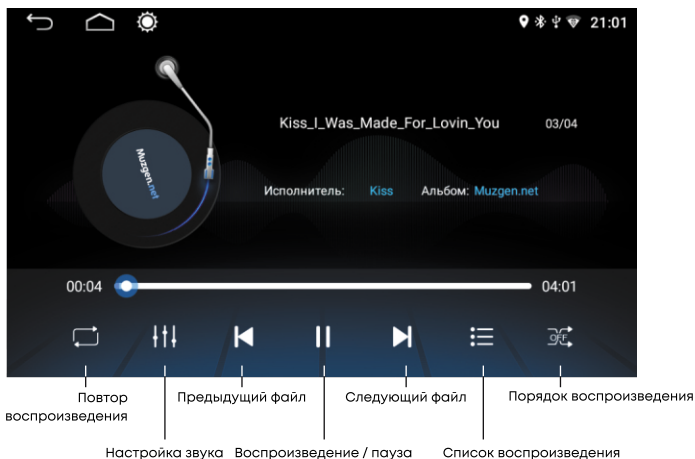 21:01
Kiss_I_Was_Made_For_Lovin_You 03/04
Muzgen.net
Исполнитель: Kiss Альбом: Muzgen.net
00:04 04:01
OFF
Повтор
воспроизведения
Предыдущий файл
Следующий файл
Порядок воспроизведения
Настройка звука
Воспроизведение / пауза
Список воспроизведения